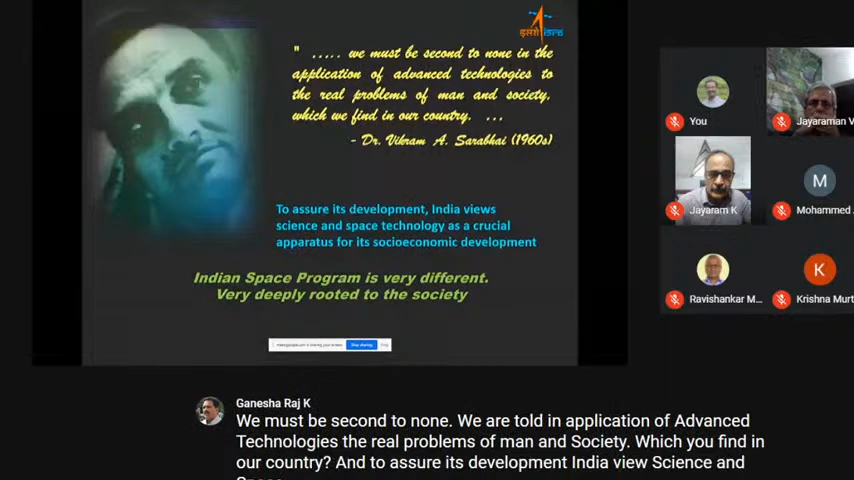 इसरो isro
" ..... we must be second to none in the
application of advanced technologies to
the real problems of man and society,
which we find in our country. ...
- Dr. Vikram A. Sarabhai (1960s)
To assure its development, India views
science and space technology as a crucial
apparatus for its socioeconomic development
Indian Space Program is very different.
Very deeply rooted to the society
Stop sharing
You
Jayaraman V
Jayaram K
M
Mohammed
Ravishankar M...
K
Krishna Murt
Ganesha Raj K
We must be second to none. We are told in application of Advanced
Technologies the real problems of man and Society. Which you find in
our country? And to assure its development India view Science and